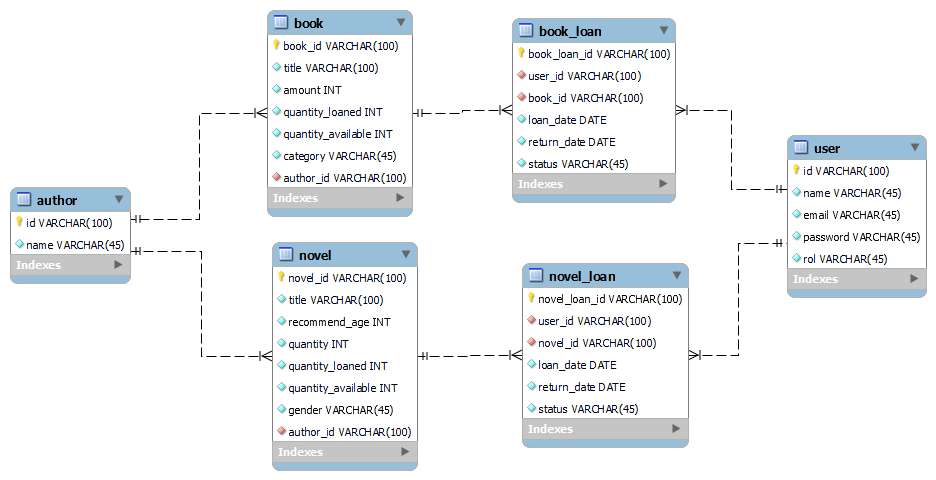 author
id VARCHAR(100)
name VARCHAR(45)
Indexes
book
book_id VARCHAR(100)
title VARCHAR(100)
amount INT
quantity_loaned INT
quantity_available INT
category VARCHAR(45)
author_id VARCHAR(100)
Indexes
novel
novel_id VARCHAR(100)
title VARCHAR(100)
recommend_age INT
quantity INT
quantity_loaned INT
quantity_available INT
gender VARCHAR(45)
author_id VARCHAR(100)
Indexes
book_loan
book_loan_id VARCHAR(100)
user_id VARCHAR(100)
book_id VARCHAR(100)
loan_date DATE
return_date DATE
status VARCHAR(45)
Indexes
novel_loan
novel_loan_id VARCHAR(100)
user_id VARCHAR(100)
novel_id VARCHAR(100)
loan_date DATE
return_date DATE
status VARCHAR(45)
Indexes
user
id VARCHAR(100)
name VARCHAR(45)
email VARCHAR(45)
password VARCHAR(45)
rol VARCHAR(45)
Indexes